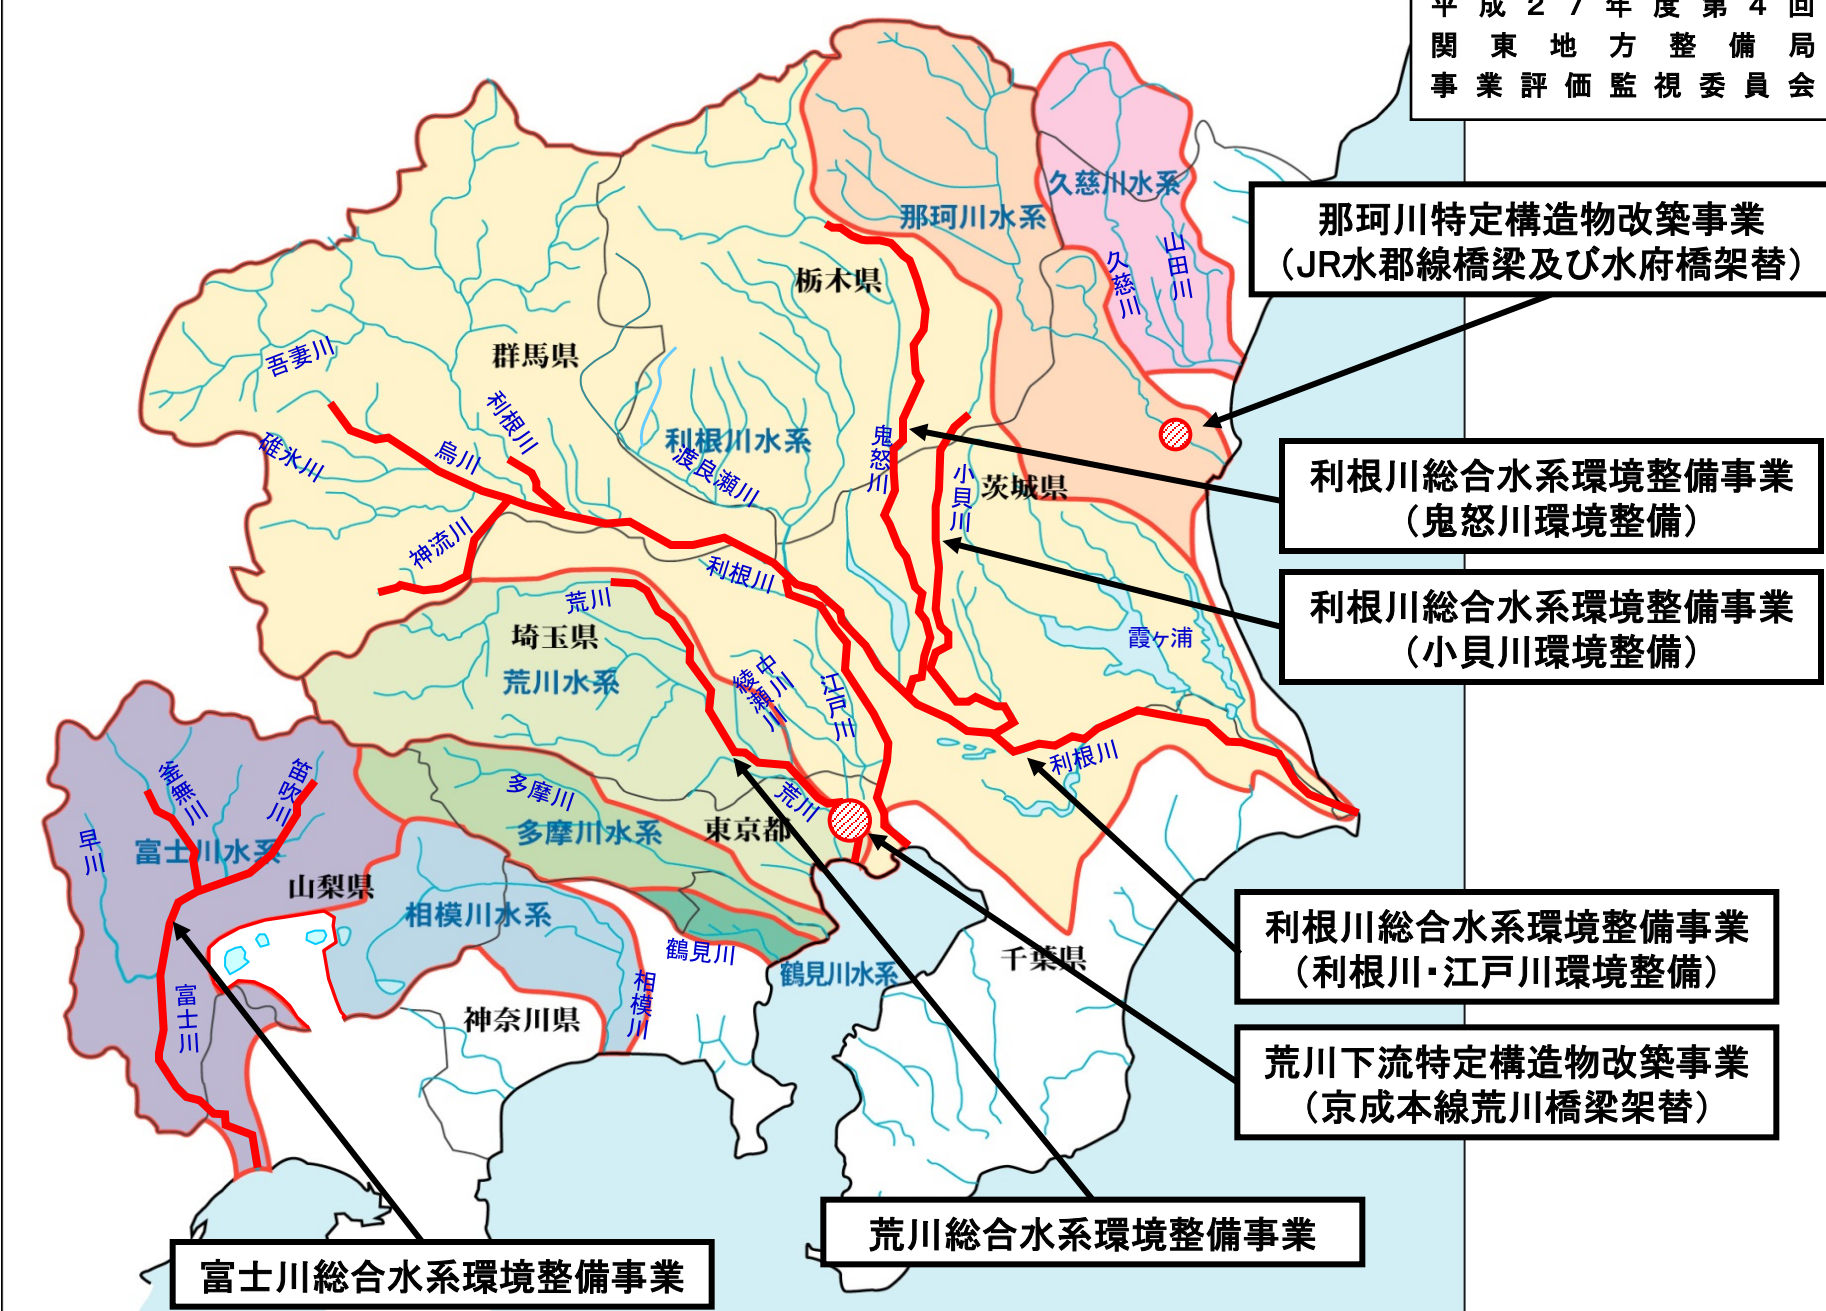 平成27年度第4回
関東地方整備局
事業評価監視委員会
久慈川水系
那珂川水系
那珂川特定構造物改築事業
（JR水郡線橋梁及び水府橋架替）
山田川
久慈川
栃木県
吾妻川
群馬県
利根川
利根川水系
鬼怒川
碓氷川
烏川
渡良瀬川
小貝川
茨城県
利根川総合水系環境整備事業
（鬼怒川環境整備）
神流川
利根川
荒川
利根川総合水系環境整備事業
（小貝川環境整備）
埼玉県
霞ヶ浦
荒川水系
綾瀬川
中川
江戸川
利根川
釜無川
笛吹川
多摩川
荒川
早川
富士川水系
多摩川水系
東京都
山梨県
相模川水系
利根川総合水系環境整備事業
（利根川・江戸川環境整備）
鶴見川
千葉県
鶴見川水系
相模川
富士川
神奈川県
荒川下流特定構造物改築事業
（京成本線荒川橋梁架替）
荒川総合水系環境整備事業
富士川総合水系環境整備事業